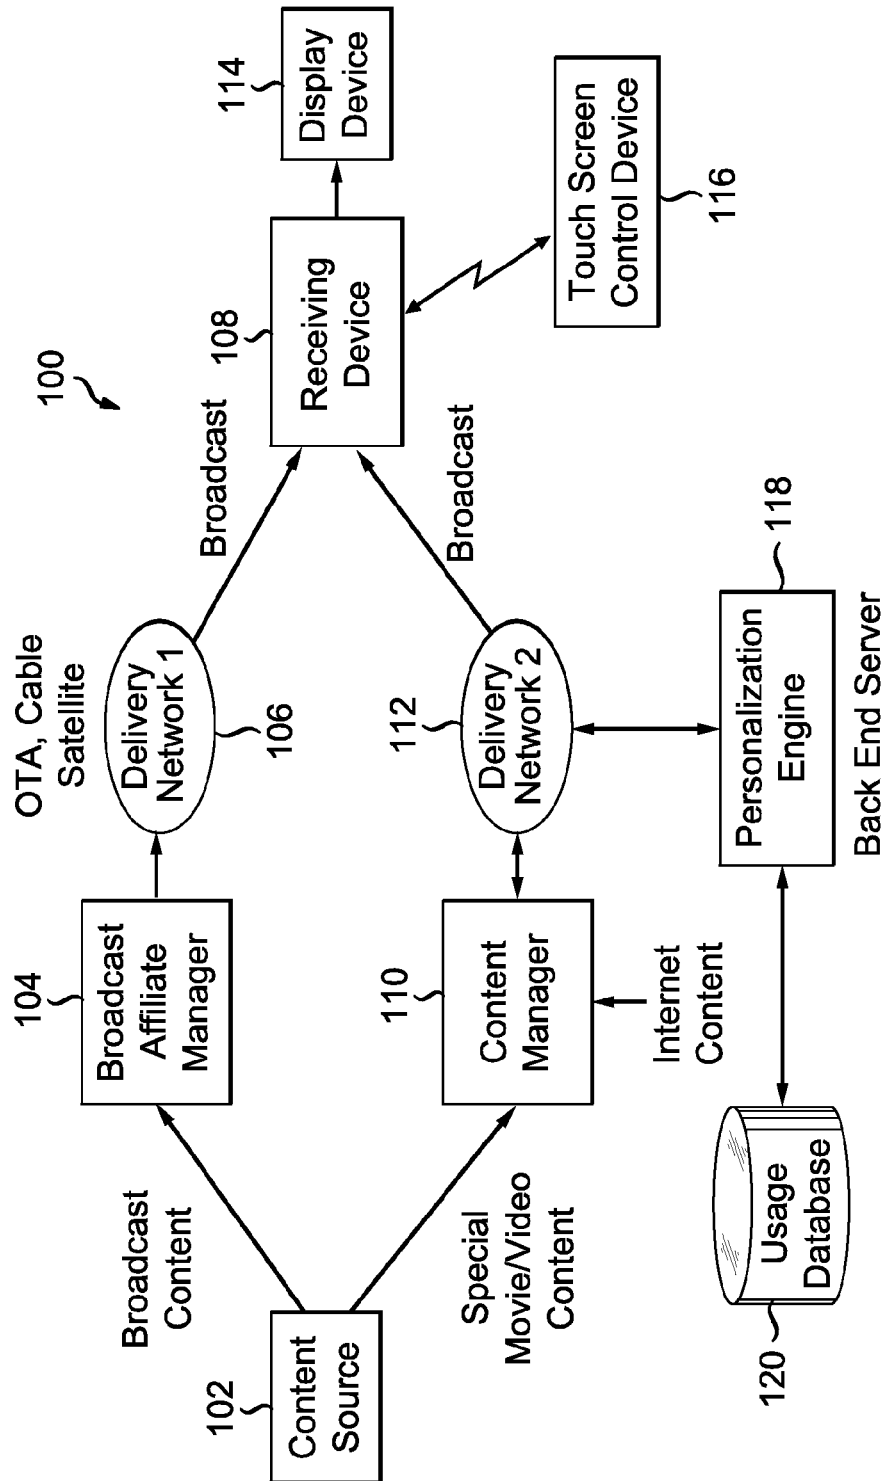 100
OTA, Cable
Satellite
104
Broadcast
Affiliate
Manager
Delivery
Network 1
106
Broadcast
108
Receiving
Device
114
Display
Device
Broadcast
Content
102
Content
Source
Special
Movie/Video
Content
110
Content
Manager
Internet
Content
112
Delivery
Network 2
Broadcast
Touch Screen
Control Device
116
Usage
Database
120
Personalization
Engine
118
Back End Server